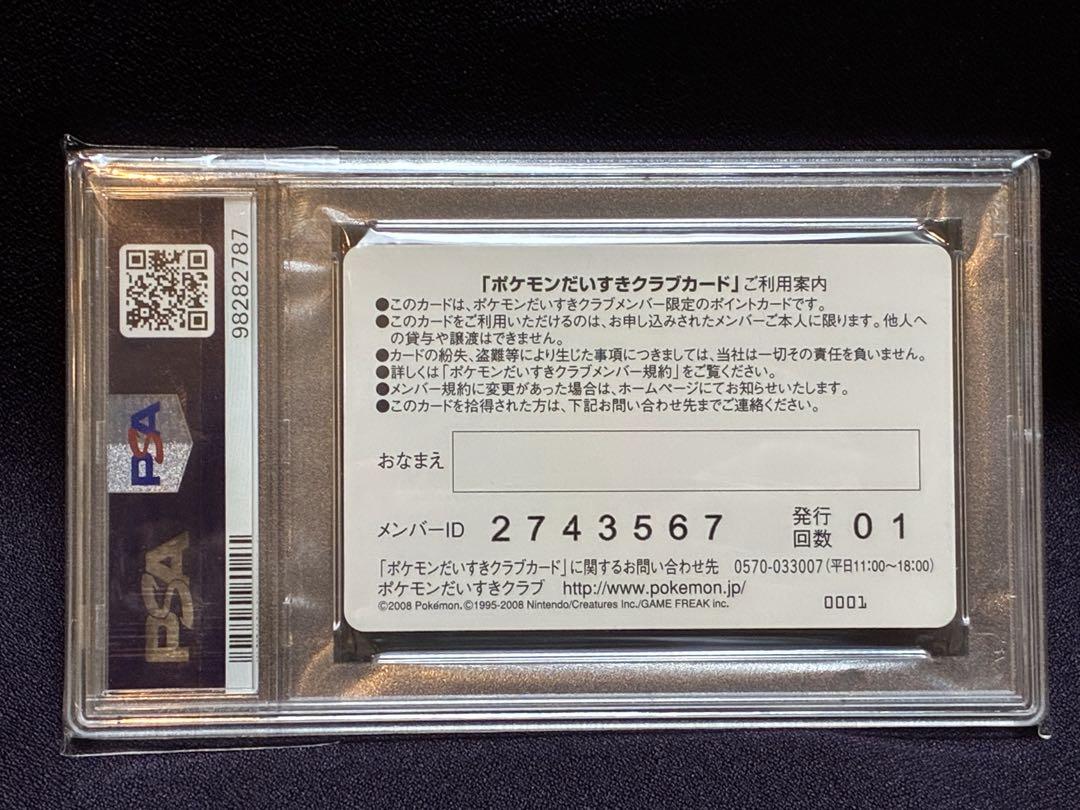 98282787
PSA
PSA
「ポケモンだいすきクラブカード」ご利用案内
●このカードは、ポケモンだいすきクラブメンバー限定のポイントカードです。
●このカードをご利用いただけるのは、お申し込みされたメンバーご本人に限ります。他人へ
の貸与や譲渡はできません。
●カードの紛失、盗難等により生じた事項につきましては、当社は一切その責任を負いません。
●詳しくは「ポケモンだいすきクラブメンバー規約」をご覧ください。
●メンバー規約に変更があった場合は、ホームページにてお知らせいたします。
●このカードを拾得された方は、下記お問い合わせ先までご連絡ください。
おなまえ
メンバーID 2743567 発行回数 01
「ポケモンだいすきクラブカード」に関するお問い合わせ先 0570-033007(平日11:00〜18:00)
ポケモンだいすきクラブ http://www.pokemon.jp/
©2008 Pokémon. ©1995-2008 Nintendo/Creatures Inc./GAME FREAK inc.
0001